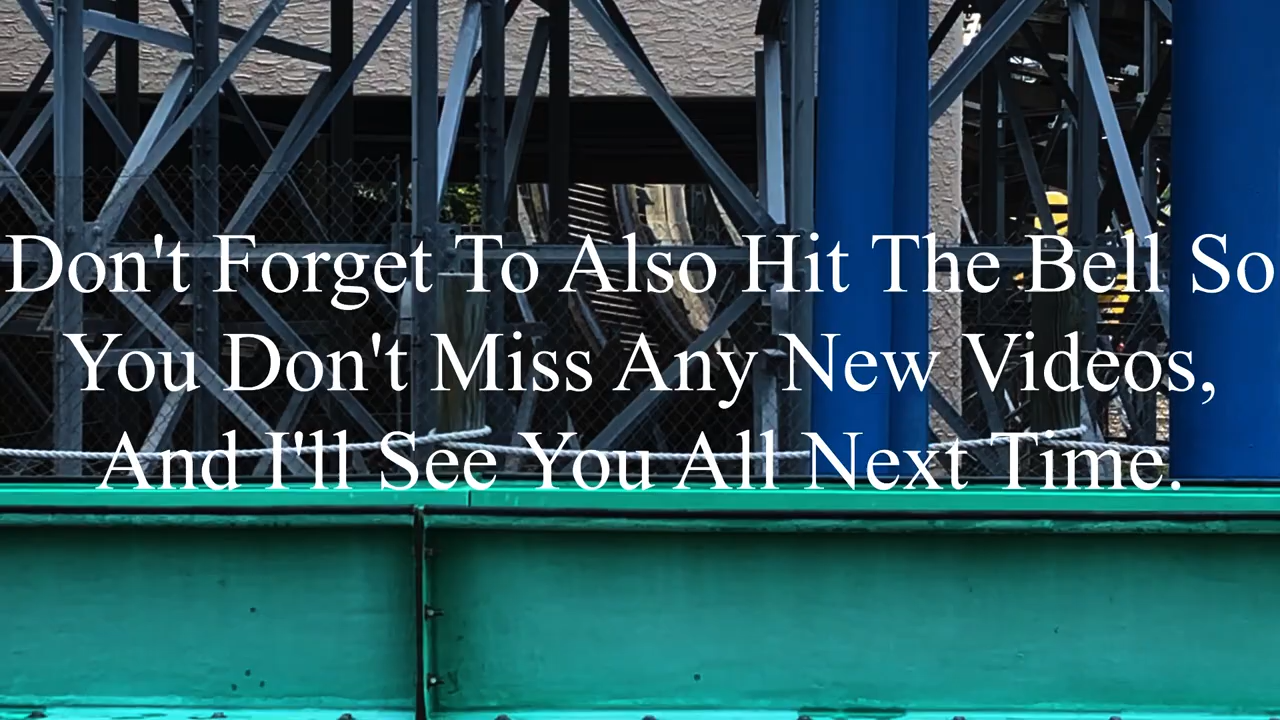 Don't Forget To Also Hit The Bell So
You Don't Miss Any New Videos,
And I'll See You All Next Time.